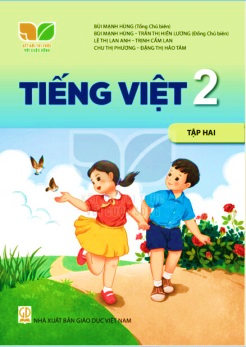 BÙI MẠNH HÙNG (Tổng Chủ biên)
BÙI MẠNH HÙNG – TRẦN THỊ HIỀN LƯƠNG (Đồng Chủ biên)
LÊ THỊ LAN ANH – TRỊNH CẨM LAN
CHU THỊ PHƯỢNG – ĐẶNG THỊ HẢO TÂM
TIẾNG VIỆT 2
TẬP HAI
NHÀ XUẤT BẢN GIÁO DỤC VIỆT NAM